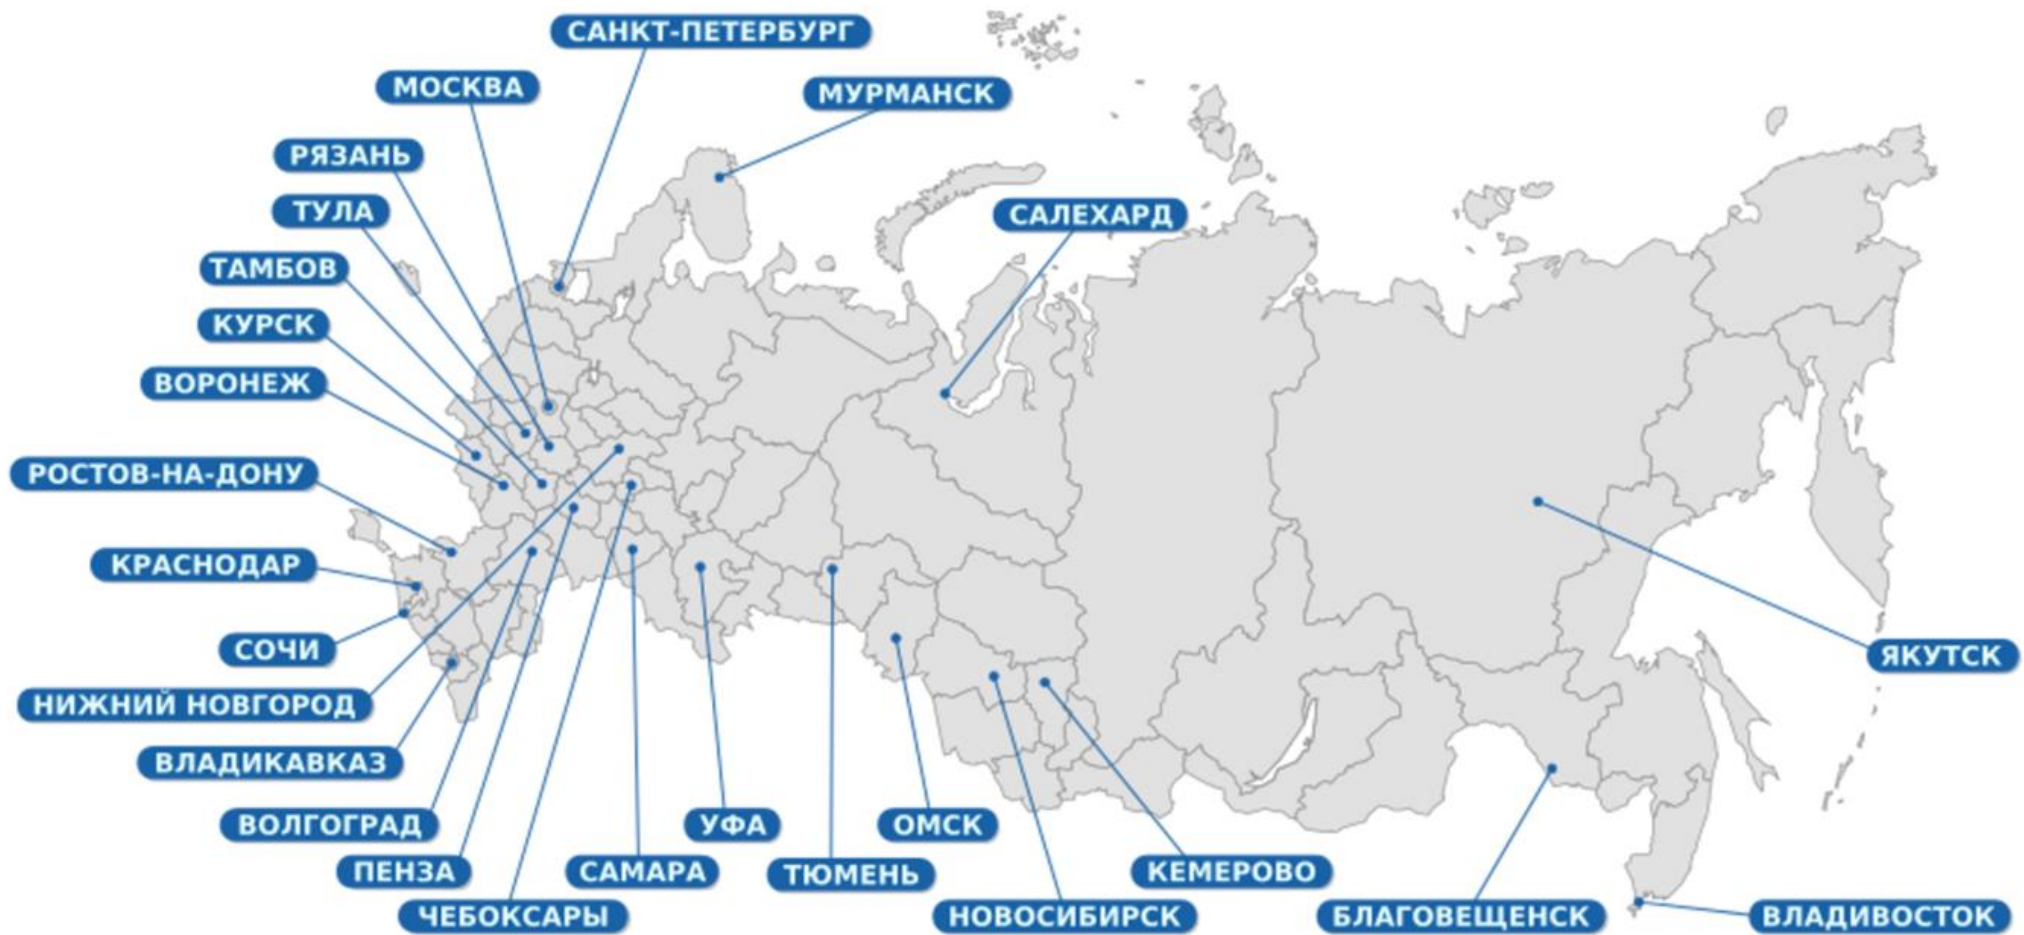 САНКТ-ПЕТЕРБУРГ
МОСКВА
МУРМАНСК
РЯЗАНЬ
ТУЛА
САЛЕХАРД
ТАМБОВ
КУРСК
ВОРОНЕЖ
РОСТОВ-НА-ДОНУ
КРАСНОДАР
СОЧИ
ЯКУТСК
НИЖНИЙ НОВГОРОД
ВЛАДИКАВКАЗ
ВОЛГОГРАД
УФА
ОМСК
ПЕНЗА
САМАРА
ТЮМЕНЬ
КЕМЕРОВО
ЧЕБОКСАРЫ
НОВОСИБИРСК
БЛАГОВЕЩЕНСК
ВЛАДИВОСТОК